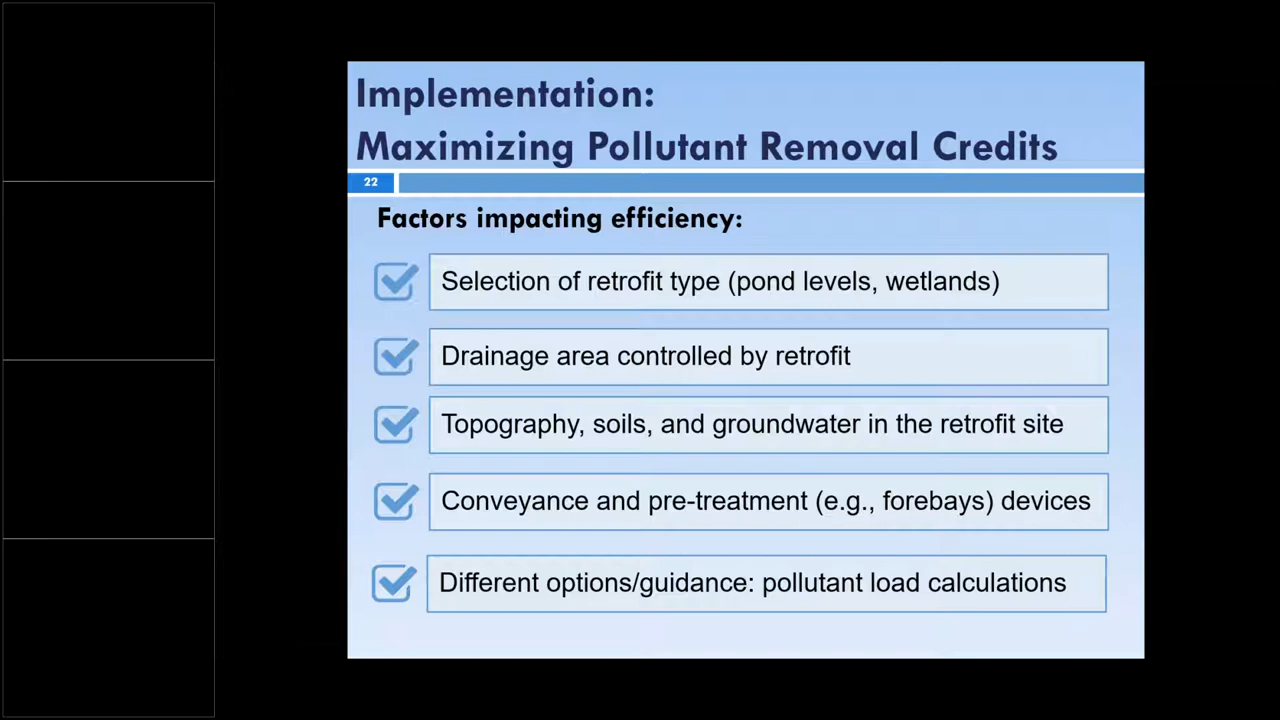 Implementation:
Maximizing Pollutant Removal Credits
22
Factors impacting efficiency:
Selection of retrofit type (pond levels, wetlands)
Drainage area controlled by retrofit
Topography, soils, and groundwater in the retrofit site
Conveyance and pre-treatment (e.g., forebays) devices
Different options/guidance: pollutant load calculations